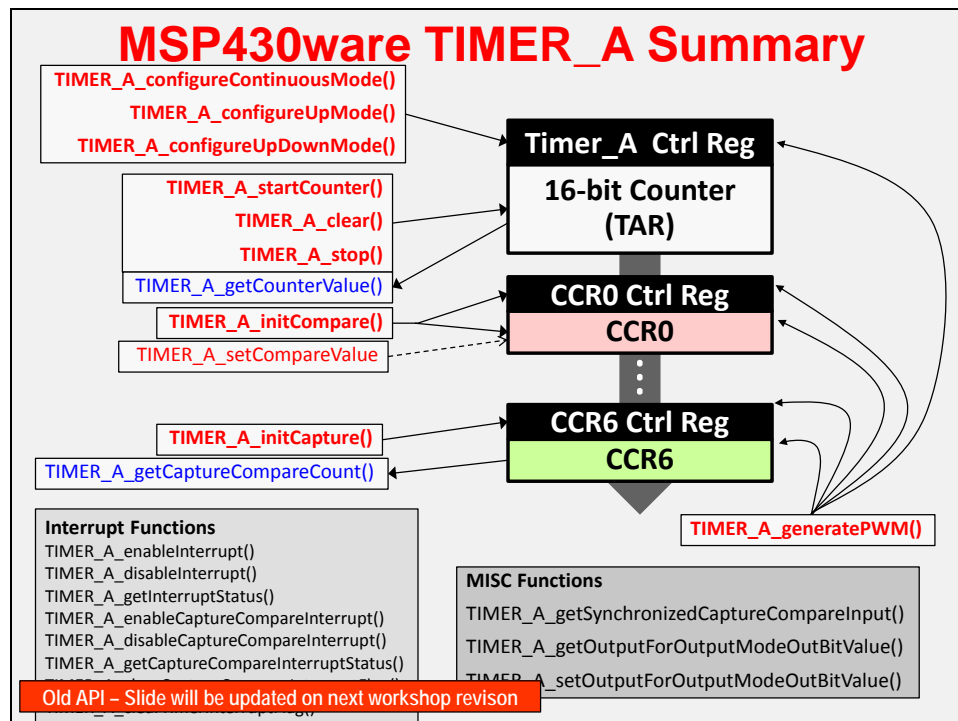 MSP430ware TIMER_A Summary
TIMER_A_configureContinuousMode()
TIMER_A_configureUpMode()
TIMER_A_configureUpDownMode()
TIMER_A_startCounter()
TIMER_A_clear()
TIMER_A_stop()
TIMER_A_getCounterValue()
TIMER_A_initCompare()
TIMER_A_setCompareValue
TIMER_A_initCapture()
TIMER_A_getCaptureCompareCount()
Timer_A Ctrl Reg
16-bit Counter
(TAR)
CCR0 Ctrl Reg
CCR0
CCR6 Ctrl Reg
CCR6
TIMER_A_generatePWM()
Interrupt Functions
TIMER_A_enableInterrupt()
TIMER_A_disableInterrupt()
TIMER_A_getInterruptStatus()
TIMER_A_enableCaptureCompareInterrupt()
TIMER_A_disableCaptureCompareInterrupt()
TIMER_A_getCaptureCompareInterruptStatus()
MISC Functions
TIMER_A_getSynchronizedCaptureCompareInput()
TIMER_A_getOutputForOutputModeOutBitValue()
TIMER_A_setOutputForOutputModeOutBitValue()
Old API – Slide will be updated on next workshop revison